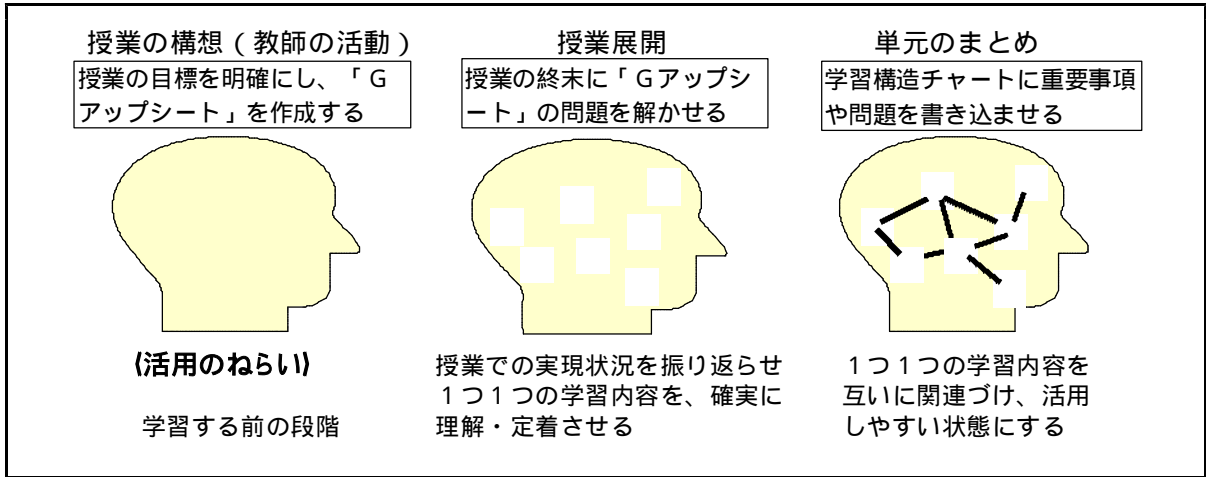 授業の構想(教師の活動)
授業の目標を明確にし、「G
アップシート」を作成する
(活用のねらい)
学習する前の段階
授業展開
授業の終末に「Gアップシ
ート」の問題を解かせる
授業での実現状況を振り返らせ
1つ1つの学習内容を、確実に
理解・定着させる
単元のまとめ
学習構造チャートに重要事項
や問題を書き込ませる
1つ1つの学習内容を
互いに関連づけ、活用
しやすい状態にする